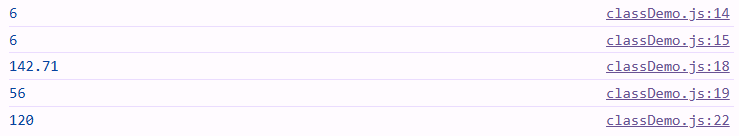 6 classDemo.js:14
6 classDemo.js:15
142.71 classDemo.js:18
56 classDemo.js:19
120 classDemo.js:22